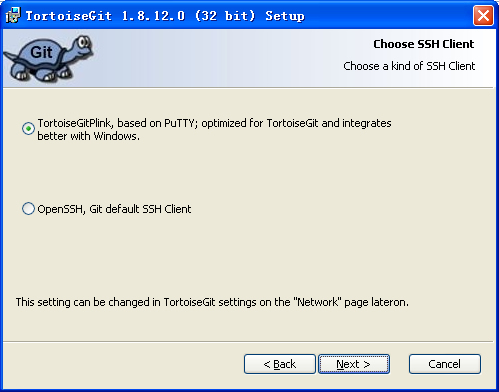 TortoiseGit 1.8.12.0 (32 bit) Setup
Git
Choose SSH Client
Choose a kind of SSH Client
TortoiseGitPlink, based on PuTTY; optimized for TortoiseGit and integrates
better with Windows.
OpenSSH, Git default SSH Client
This setting can be changed in TortoiseGit settings on the "Network" page lateron.
< Back
Next >
Cancel